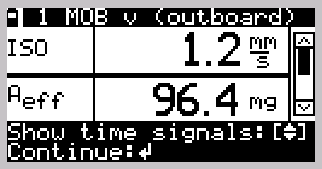 1 MOB v (outboard)
ISO 1.2 mm/s
Aeff 96.4 mg
Show time signals:[⬍]
Continue:↲